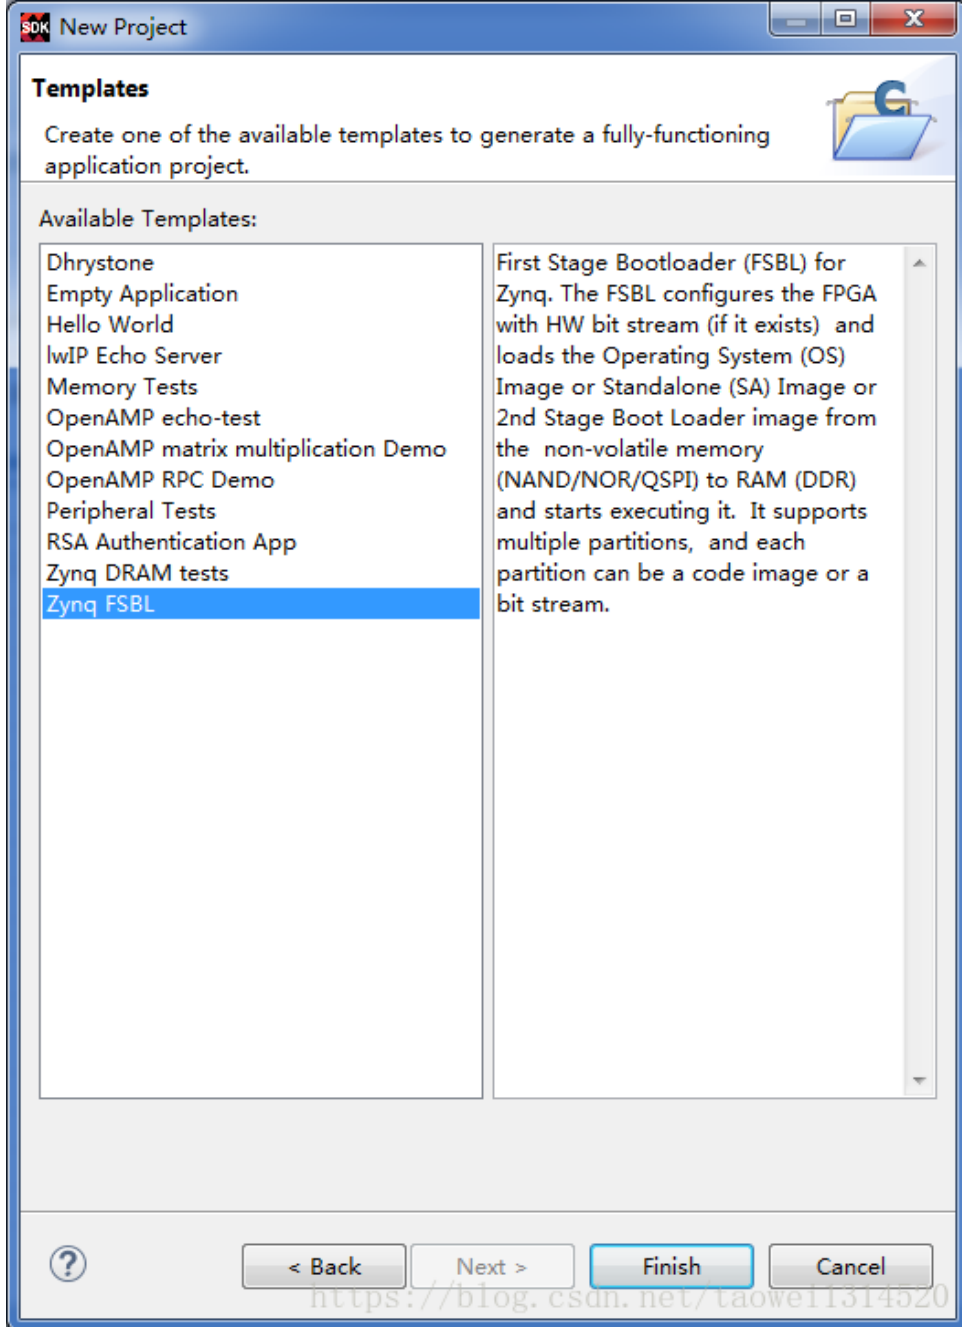 SDK New Project
Templates
Create one of the available templates to generate a fully-functioning
application project.
Available Templates:
Dhrystone
Empty Application
Hello World
lwIP Echo Server
Memory Tests
OpenAMP echo-test
OpenAMP matrix multiplication Demo
OpenAMP RPC Demo
Peripheral Tests
RSA Authentication App
Zynq DRAM tests
Zynq FSBL
First Stage Bootloader (FSBL) for
Zynq. The FSBL configures the FPGA
with HW bit stream (if it exists)  and
loads the Operating System (OS)
Image or Standalone (SA) Image or
2nd Stage Boot Loader image from
the  non-volatile memory
(NAND/NOR/QSPI) to RAM (DDR)
and starts executing it.  It supports
multiple partitions,  and each
partition can be a code image or a
bit stream.
< Back
Next >
Finish
Cancel
https://blog.csdn.net/taowei1314520